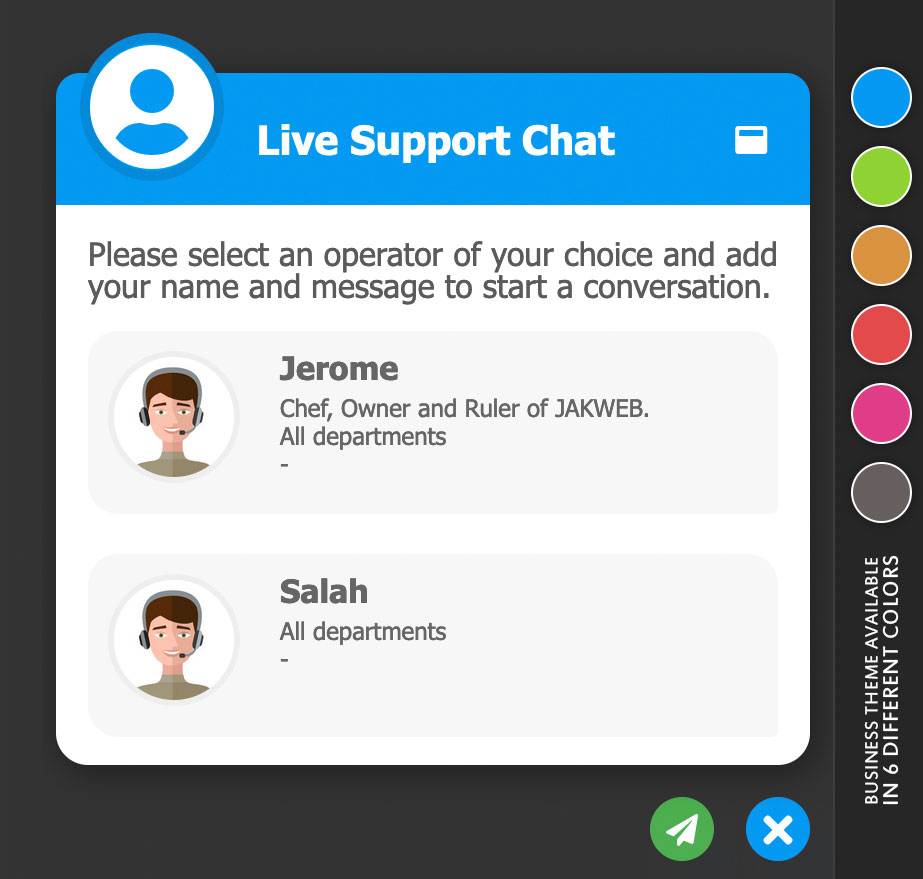 Live Support Chat
Please select an operator of your choice and add
your name and message to start a conversation.
Jerome
Chef, Owner and Ruler of JAKWEB.
All departments
-
Salah
All departments
-
BUSINESS THEME AVAILABLE
IN 6 DIFFERENT COLORS